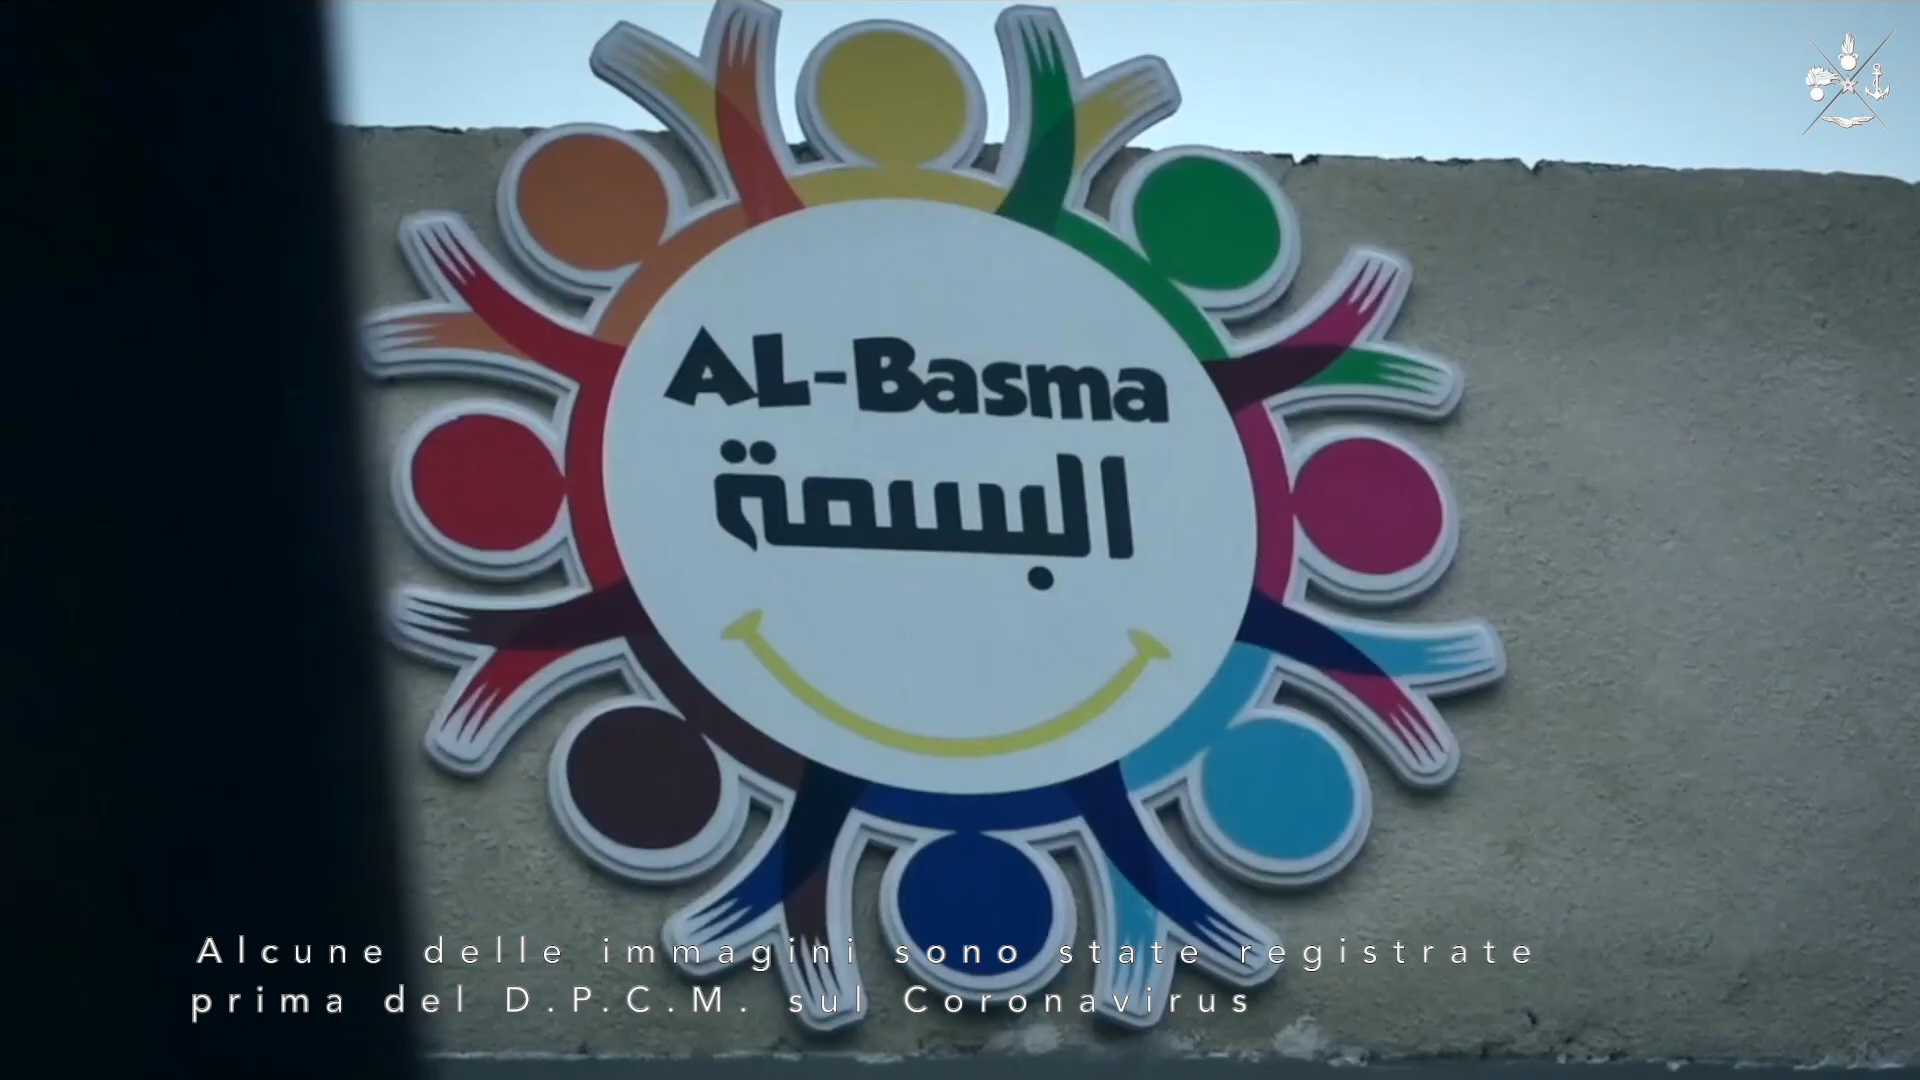 AL-Basma
البسمة
Alcune delle immagini sono state registrate
prima del D.P.C.M. sul Coronavirus